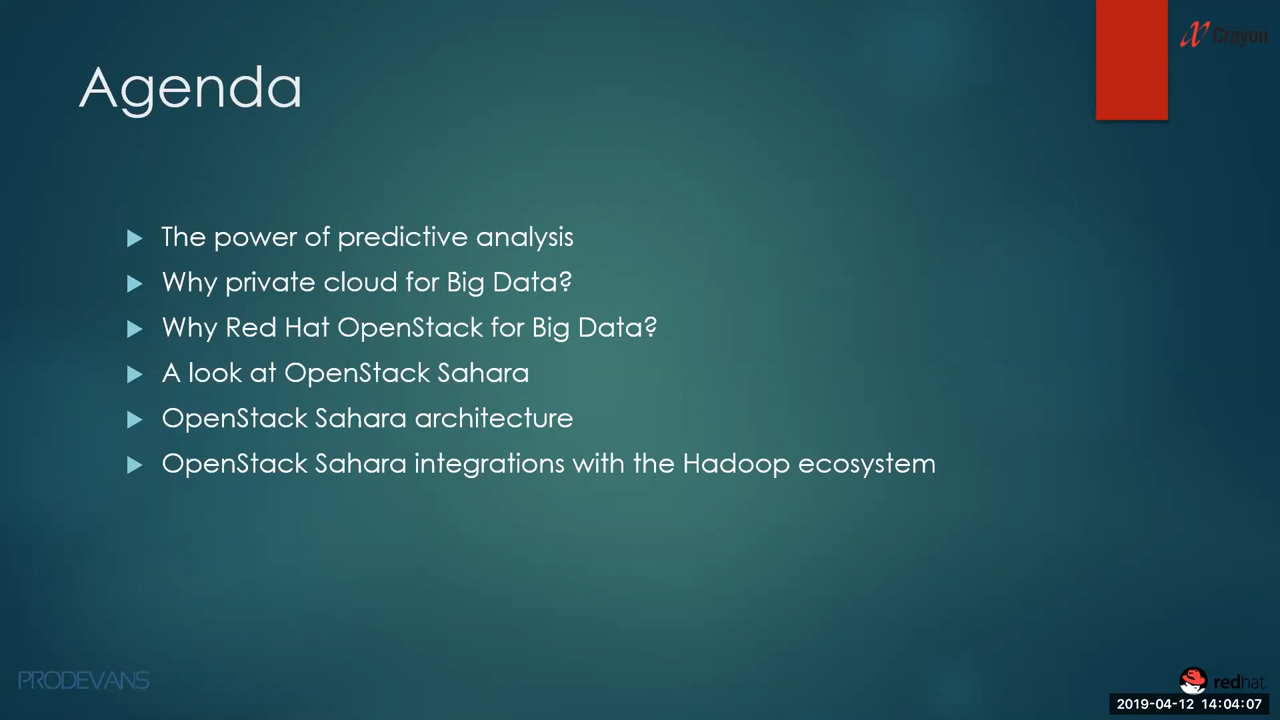 Crayon
Agenda
The power of predictive analysis
Why private cloud for Big Data?
Why Red Hat OpenStack for Big Data?
A look at OpenStack Sahara
OpenStack Sahara architecture
OpenStack Sahara integrations with the Hadoop ecosystem
PRODEVANS
redhat
2019-04-12 14:04:07